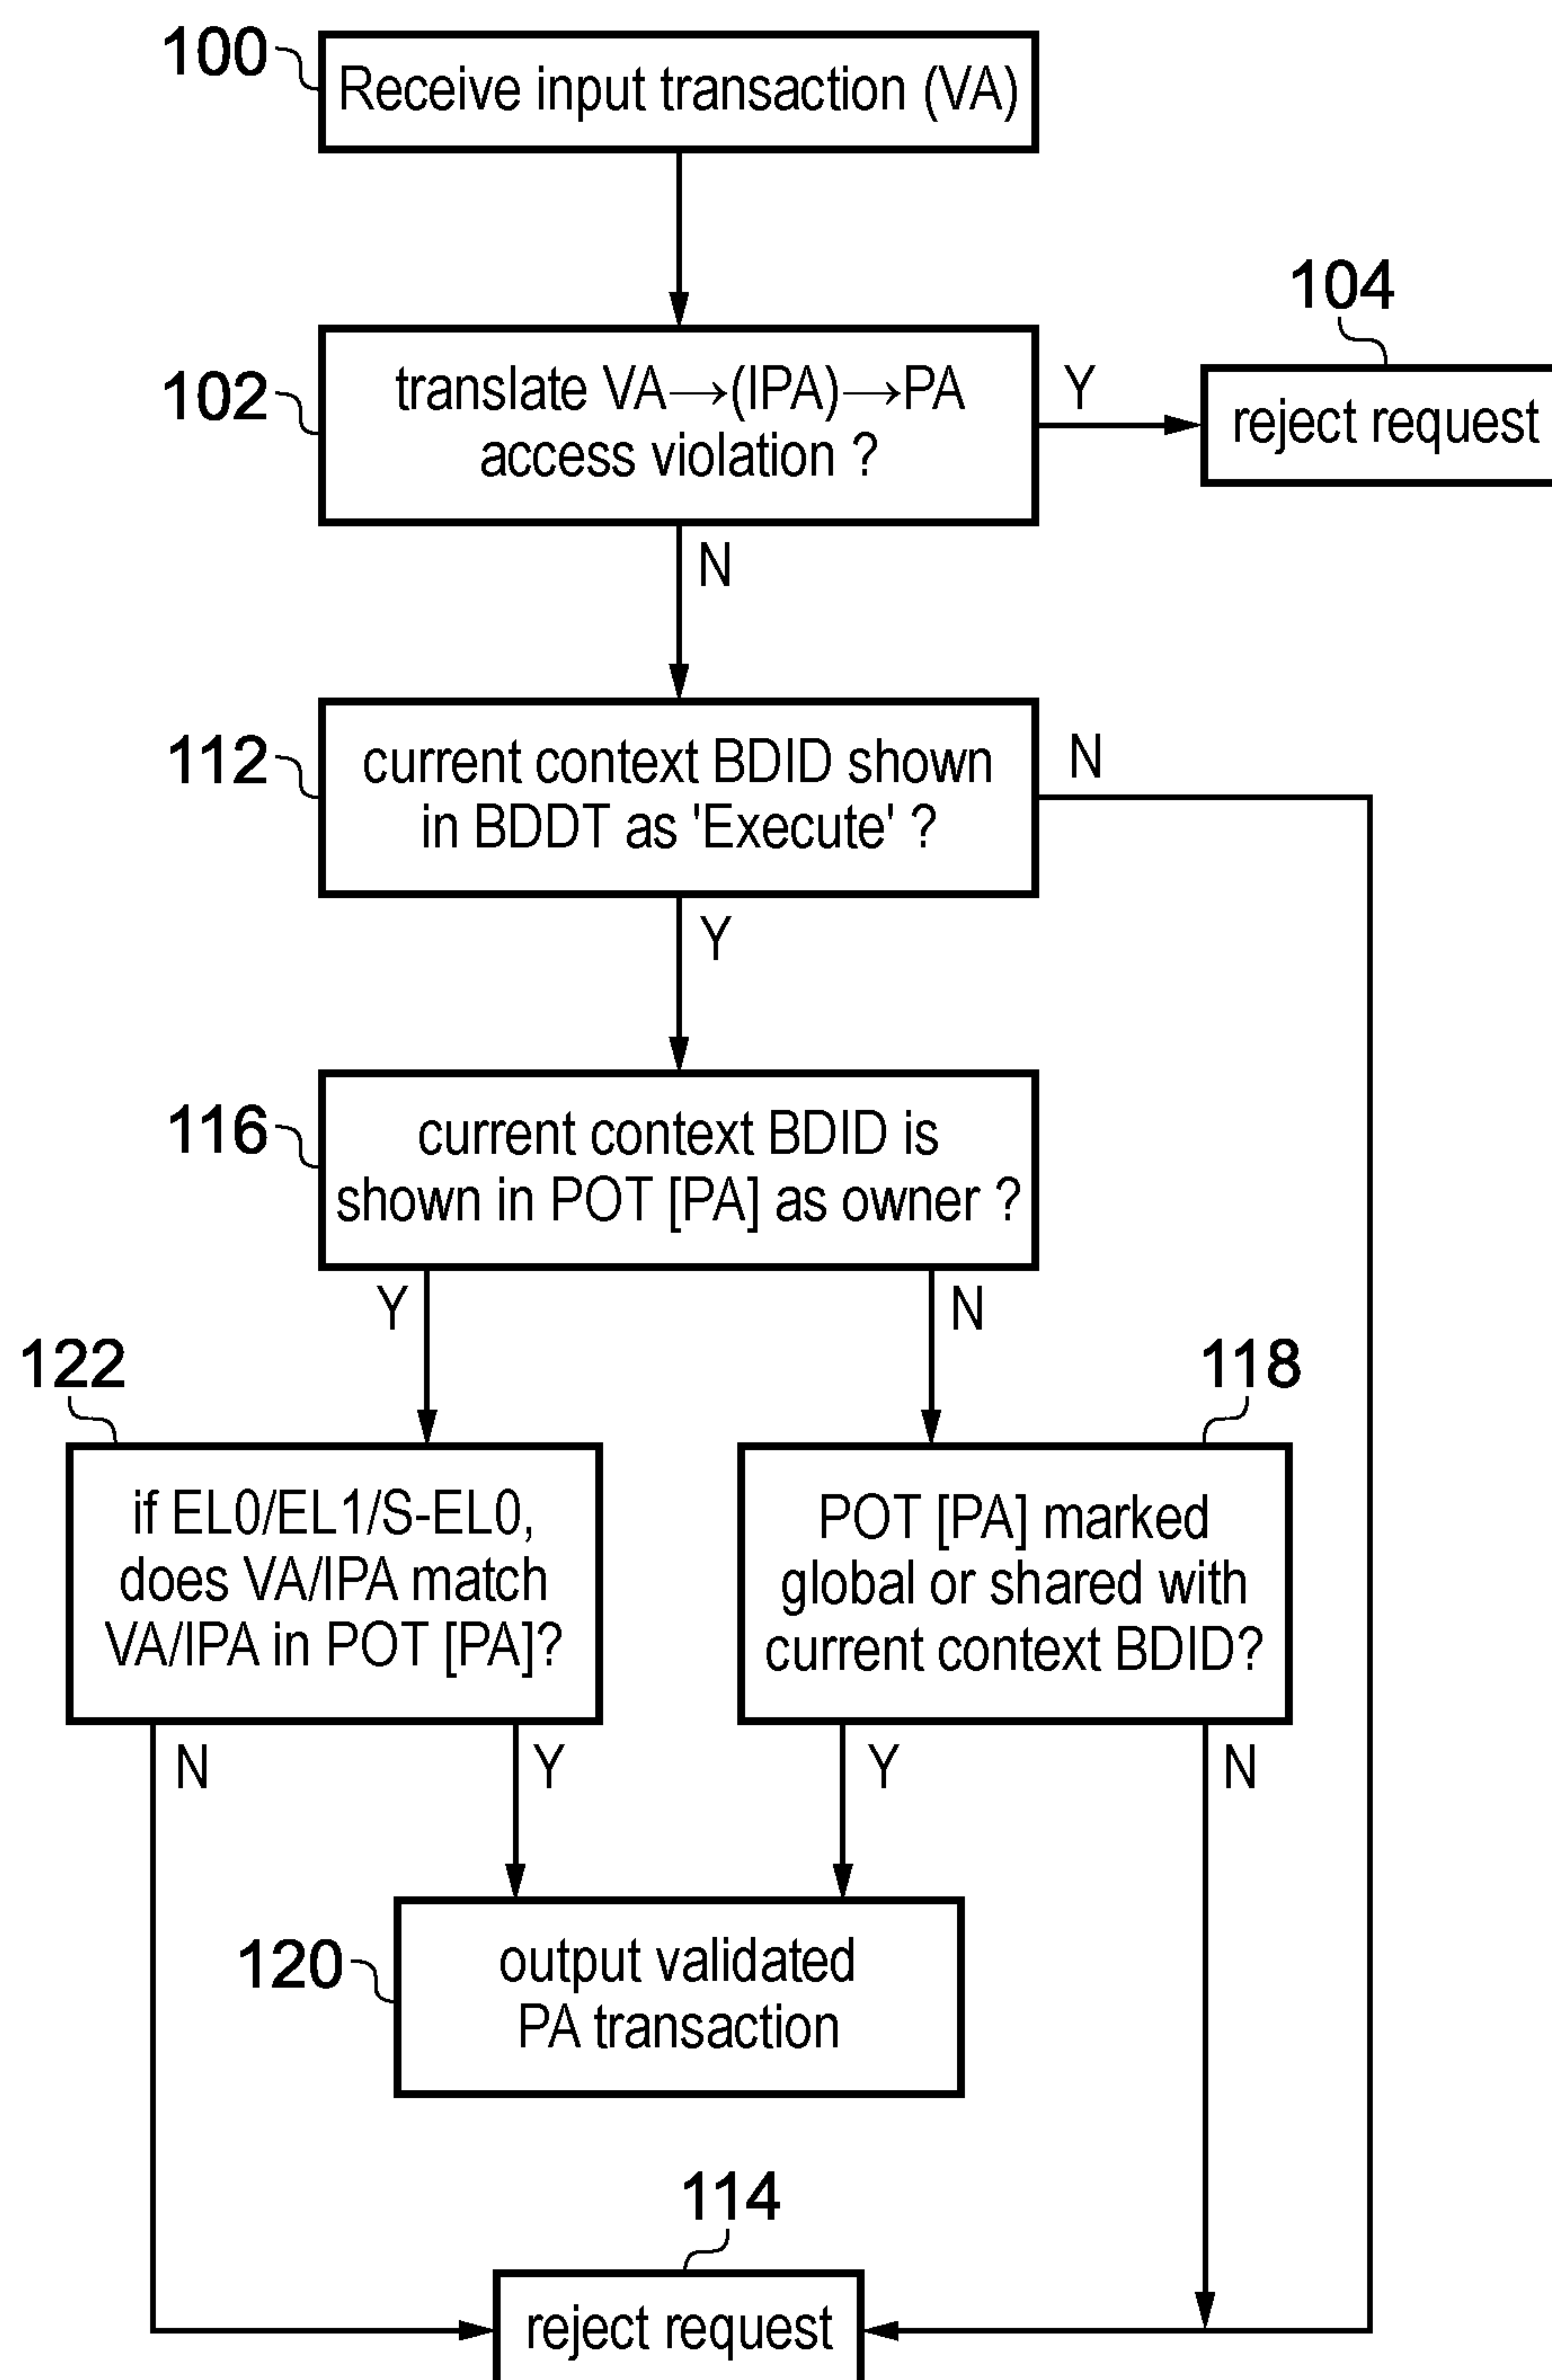 100
Receive input transaction (VA)
104
102
translate VA→(IPA)→PA
access violation ?
Y
reject request
N
112
current context BDID shown
in BDDT as 'Execute' ?
N
Y
116
current context BDID is
shown in POT [PA] as owner ?
Y
N
122
118
if EL0/EL1/S-EL0,
does VA/IPA match
VA/IPA in POT [PA]?
POT [PA] marked
global or shared with
current context BDID?
N
Y
Y
N
120
output validated
PA transaction
114
reject request